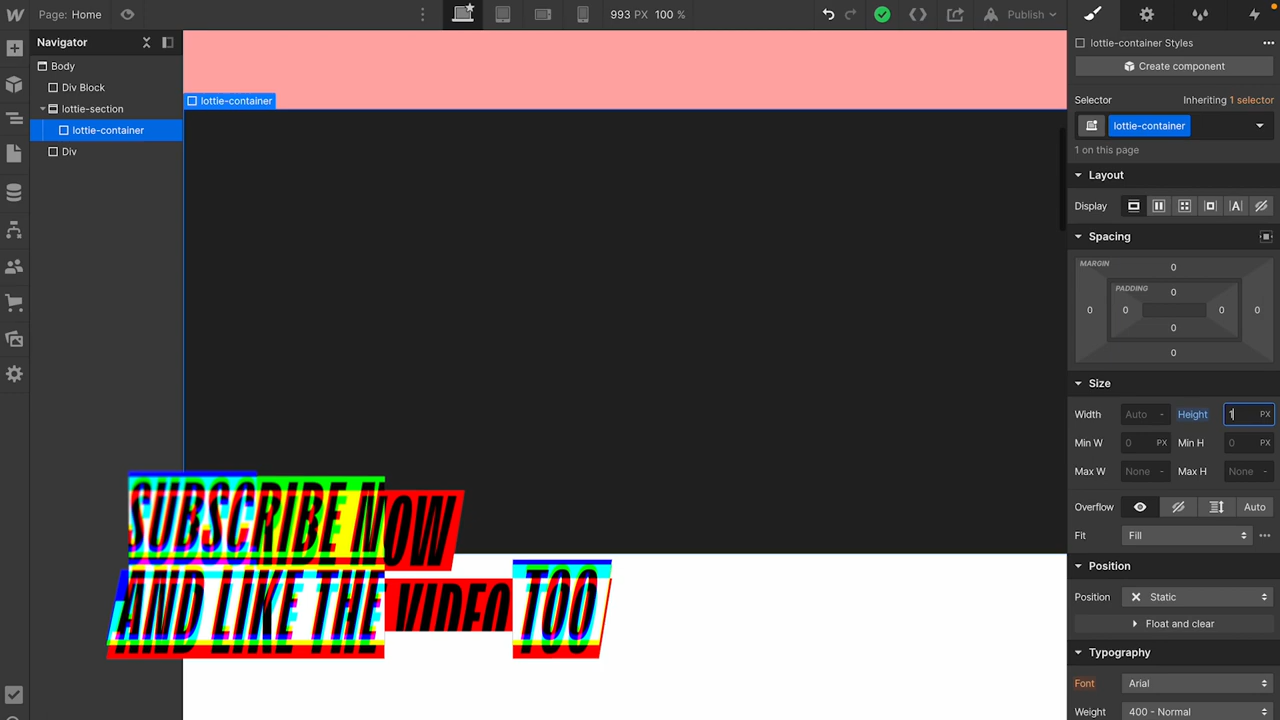 Page: Home
993 PX 100 %
Publish
Navigator
lottie-container Styles
Body
Create component
Div Block
lottie-section
lottie-container
Selector
Inheriting 1 selector
lottie-container
lottie-container
Div
1 on this page
Layout
Display
A
Spacing
MARGIN
0
PADDING
0
0 0 0 0
0
0
Size
Width Auto - Height 1 PX
Min W 0 PX Min H 0 PX
Max W None - Max H None -
Overflow Auto
Fit Fill
SUBSCRIBE NOW
AND LIKE THE VIDEO TOO
Position
Position Static
Float and clear
Typography
Font Arial
Weight 400 - Normal